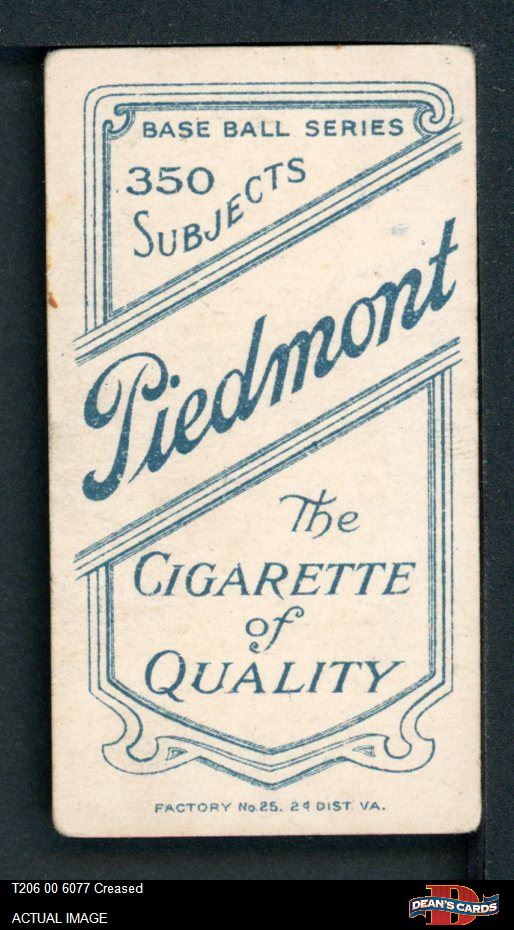 BASE BALL SERIES
350
SUBJECTS
Piedmont
The
CIGARETTE
of
QUALITY
FACTORY No. 25. 2d DIST. VA.
T206 00 6077 Creased
ACTUAL IMAGE
D
DEAN'S CARDS